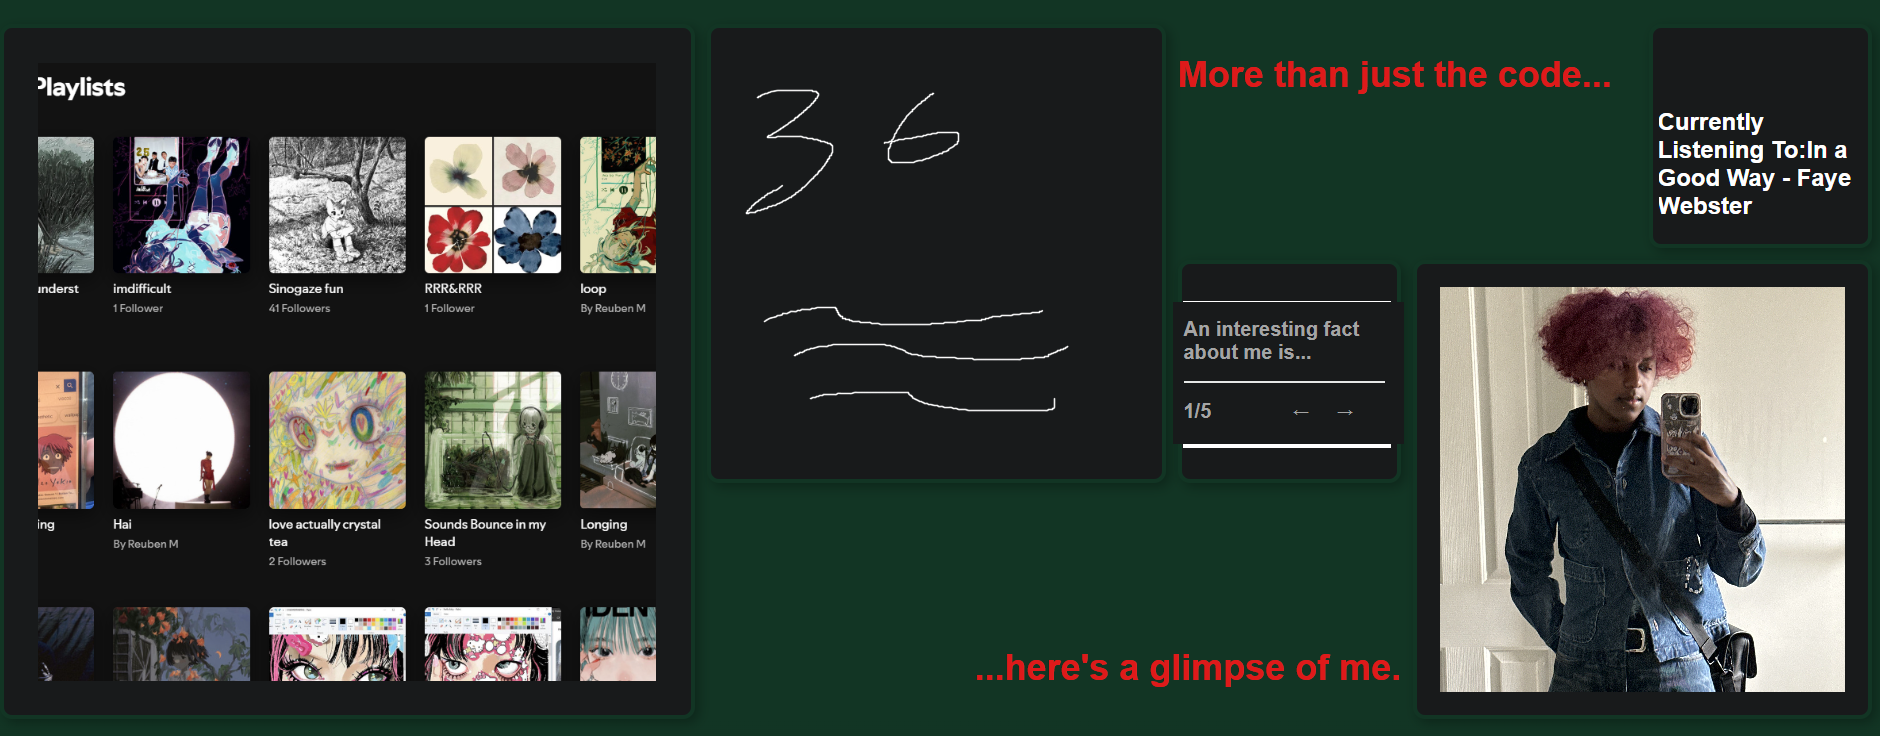 Playlists
underst
imdifficult
Sinogaze fun
RRR&RRR
loop
1 Follower
41 Followers
1 Follower
By Reuben M
ing
Hai
love actually crystal
tea
Sounds Bounce in my
Head
Longing
By Reuben M
2 Followers
3 Followers
By Reuben M
36
More than just the code...
Currently
Listening To:In a
Good Way - Faye
Webster
An interesting fact
about me is...
1/5 ← →
...here's a glimpse of me.